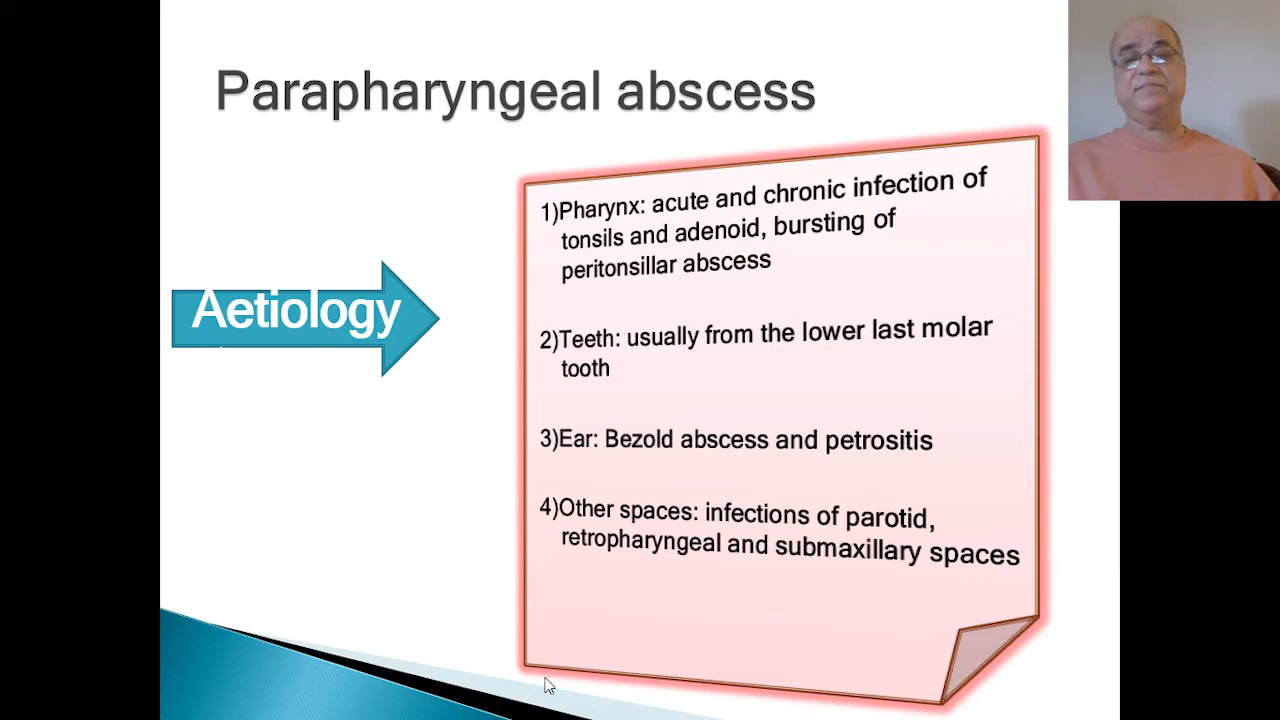 Parapharyngeal abscess
Aetiology
1)Pharynx: acute and chronic infection of
tonsils and adenoid, bursting of
peritonsillar abscess
2)Teeth: usually from the lower last molar
tooth
3)Ear: Bezold abscess and petrositis
4)Other spaces: infections of parotid,
retropharyngeal and submaxillary spaces